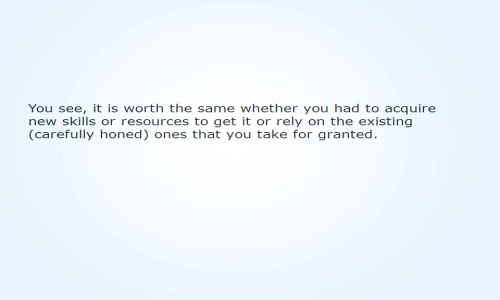 You see, it is worth the same whether you had to acquire
new skills or resources to get it or rely on the existing
(carefully honed) ones that you take for granted.